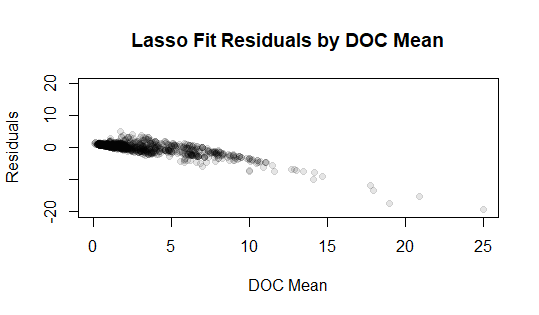 Lasso Fit Residuals by DOC Mean
Residuals
20
10
0
-20
0 5 10 15 20 25
DOC Mean